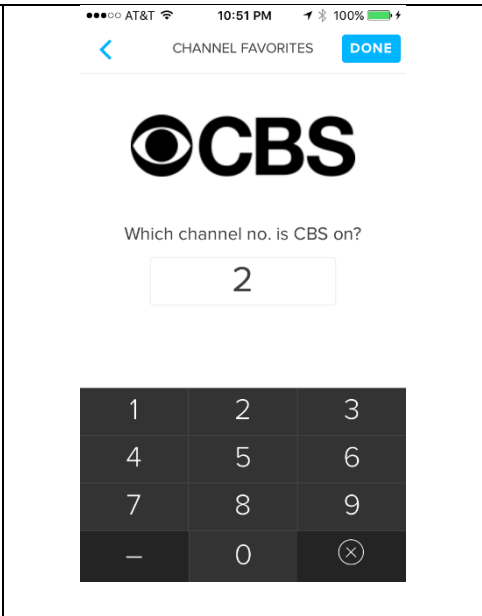 AT&T 10:51 PM 100%
CHANNEL FAVORITES DONE
CBS
Which channel no. is CBS on?
2
1 2 3
4 5 6
7 8 9
– 0